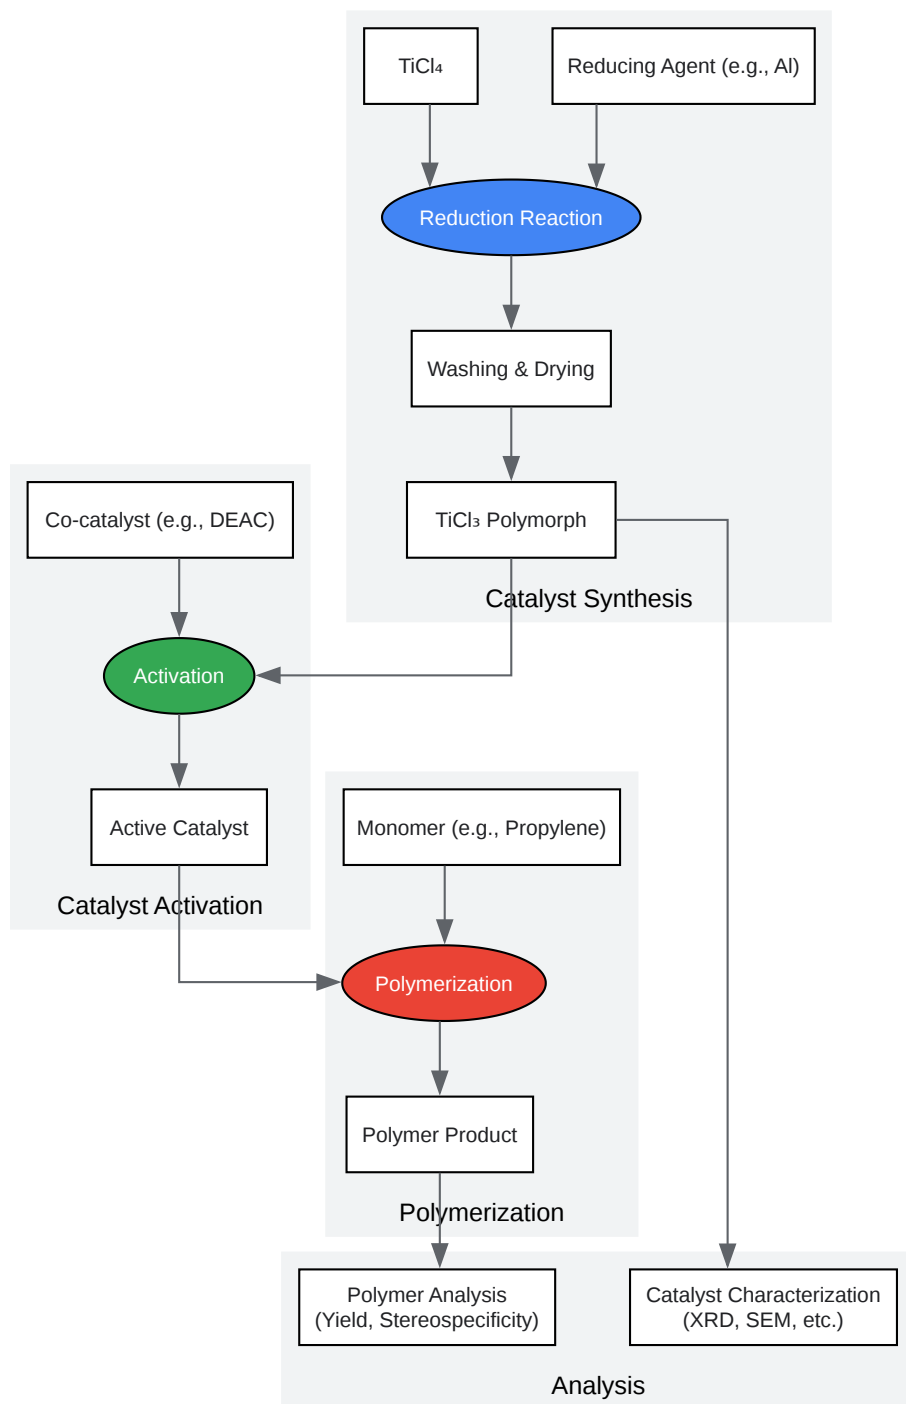 TiCl₄
Reducing Agent (e.g., Al)
Reduction Reaction
Washing & Drying
TiCl₃ Polymorph
Catalyst Synthesis
Co-catalyst (e.g., DEAC)
Activation
Active Catalyst
Catalyst Activation
Monomer (e.g., Propylene)
Polymerization
Polymer Product
Polymerization
Polymer Analysis
(Yield, Stereospecificity)
Catalyst Characterization
(XRD, SEM, etc.)
Analysis